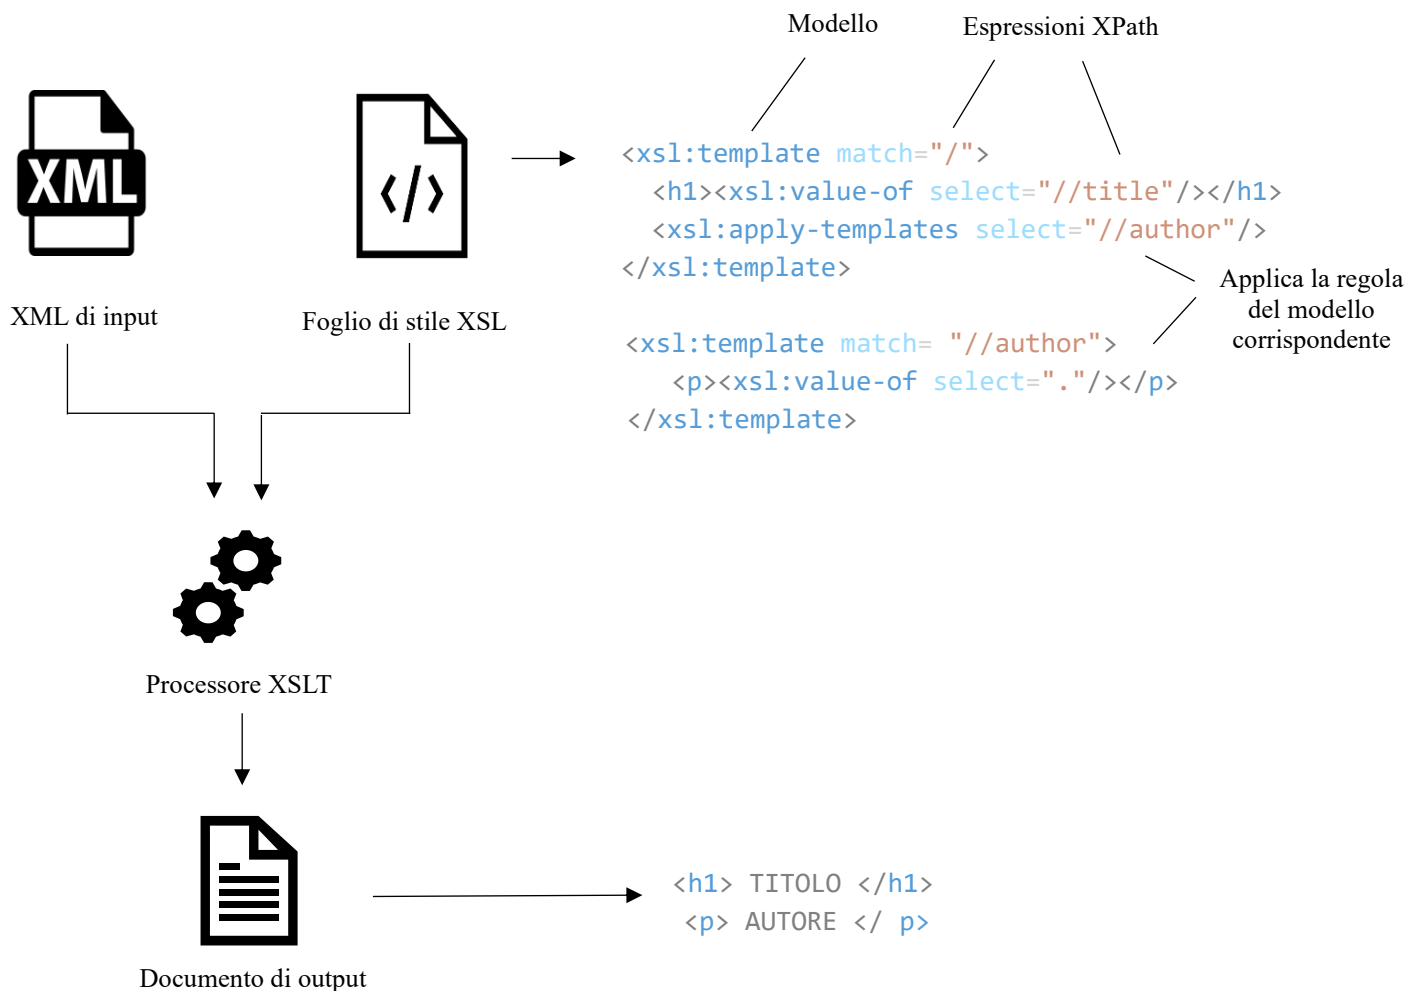 Modello
Espressioni XPath
XML
</>
<xsl:template match="/">
<h1><xsl:value-of select="//title"/></h1>
<xsl:apply-templates select="//author"/>
</xsl:template>
Applica la regola
del modello
corrispondente
XML di input
Foglio di stile XSL
<xsl:template match= "//author">
<p><xsl:value-of select="."/></p>
</xsl:template>
Processore XSLT
<h1> TITOLO </h1>
<p> AUTORE </ p>
Documento di output